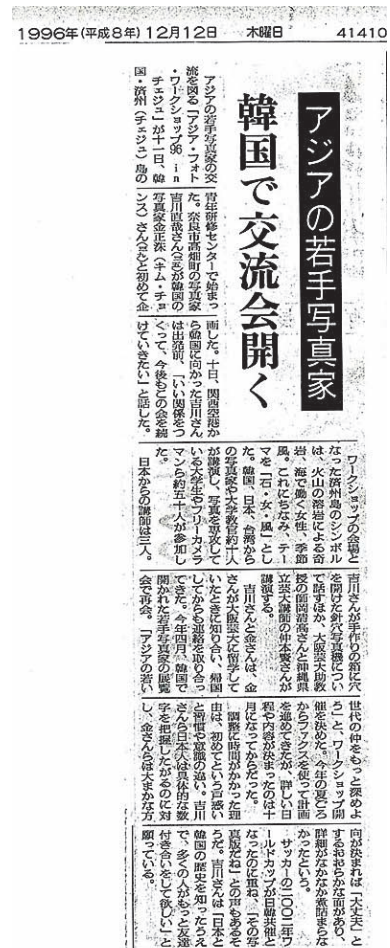 1996年(平成8年)12月12日 木曜日 41410
アジアの若手写真家
韓国で交流会開く
アジアの若手写真家の交
流を図る「アジア・フォト
・ワークショップ96 in
チェジュ」が十一日、韓
国・済州（チェジュ）島の
青年研修センターで始まっ
た。奈良市高畑町の写真家
吉川直哉さんが韓国の
写真家金正（キム・チョ
ンス）さんと初めて企
画した。十日、関西空港か
ら韓国に向かった吉川さん
は出発前、「いい関係をつ
くって、今後もこの会を続
けていきたい」と話した。
ワークショップの会場と
なった済州島のシンボル
は、火山の溶岩による奇
岩、海で働く女性、季節
風。これにちなみ、テー
マを「石・女・風」とし
た。韓国、日本、台湾から
の写真家や大学教官約十人
が講演し、写真を専攻して
いる大学生やフリーカメラ
マンら約五十人が参加し
日本からの講師は三人。
吉川さんが手作りの箱に穴
を開けた針穴写真機につい
て話すほか、大阪芸大助教
授の師岡清高さんと沖縄県
立芸大講師の仲本賢さんが
講演する。
吉川さんと金さんは、金
さんが大阪芸大に留学して
いたときに知り合い、帰国
してからも連絡を取り合っ
てきた。今年四月、韓国で
開かれた若手写真家の展覧
会で再会。「アジアの若い
世代の仲をもっと深めよ
う」と、ワークショップ開
催を決めた。今年の夏ごろ
からファクスを使って計画
を進めてきたが、詳しい日
程や内容が決まったのは十
月になってからだった。
調整に時間がかかった理
由は、初めてという戸惑い
と習慣や意識の違い。吉川
さんら日本人は具体的な数
字を把握したがるのに対
し、金さんらは大まかな方
向が決まれば「大丈夫」と
するおおらかな面があり、
詳細がなかなか煮詰まらな
かったという。
サッカーの二〇〇二年ワ
ールドカップが日韓共催と
なったのに重ね、「その写
真版だね」との声もあるそ
うだ。吉川さんは「日本と
韓国の歴史を知ったうえ
で、多くの人がもっと友達
付き合いをして欲しい」と
願っている。